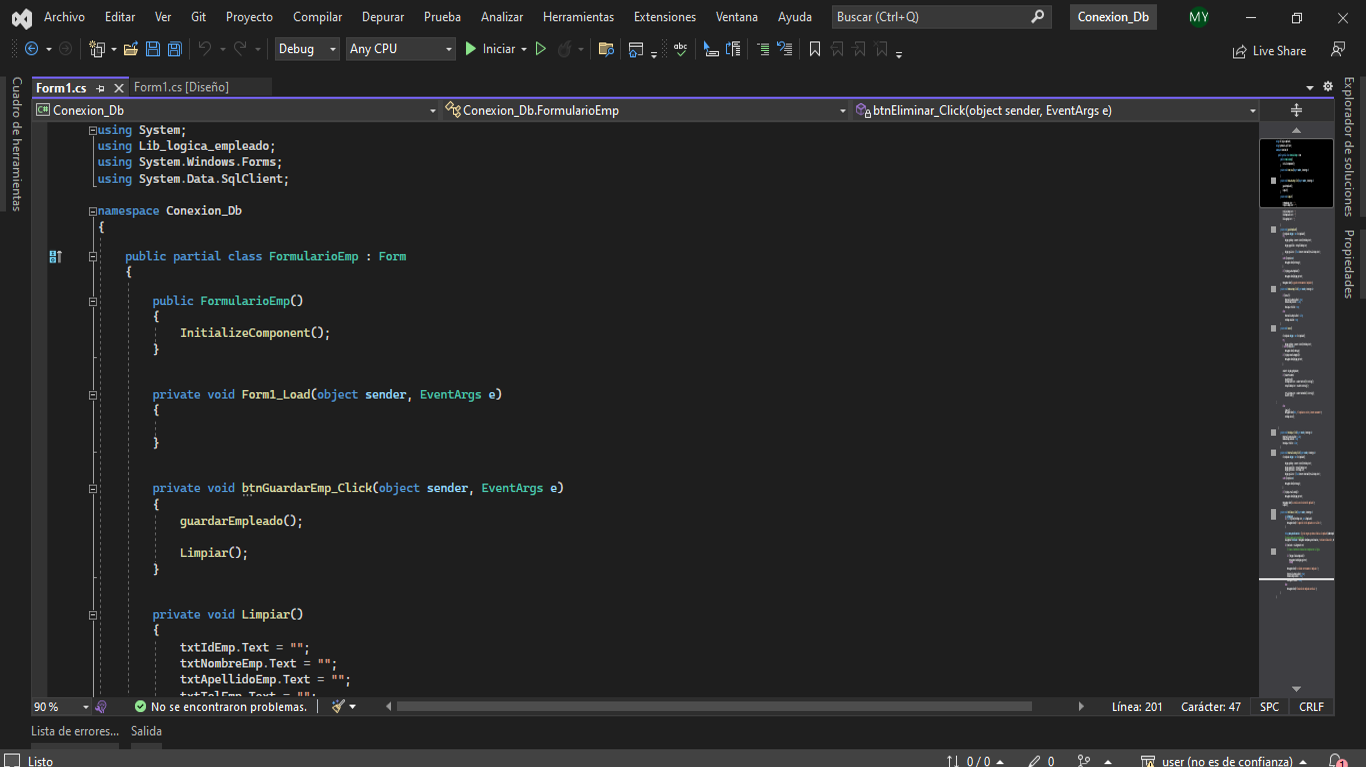 Archivo Editar Ver Git Proyecto Compilar Depurar Prueba Analizar Herramientas Extensiones Ventana Ayuda Buscar (Ctrl+Q) Conexion_Db MY
Debug Any CPU Iniciar Live Share
Cuadro de herramientas
Form1.cs Form1.cs [Diseño]
C# Conexion_Db Conexion_Db.FormularioEmp btnEliminar_Click(object sender, EventArgs e)
using System;
using Lib_logica_empleado;
using System.Windows.Forms;
using System.Data.SqlClient;
namespace Conexion_Db
{
public partial class FormularioEmp : Form
{
public FormularioEmp()
{
InitializeComponent();
}
private void Form1_Load(object sender, EventArgs e)
{
}
private void btnGuardarEmp_Click(object sender, EventArgs e)
{
guardarEmpleado();
Limpiar();
}
private void Limpiar()
{
txtIdEmp.Text = "";
txtNombreEmp.Text = "";
txtApellidoEmp.Text = "";
txtTelEmp.Text = "";
Explorador de soluciones
Propiedades
90 % No se encontraron problemas. Línea: 201 Carácter: 47 SPC CRLF
Lista de errores... Salida
Listo 0 / 0 0 user (no es de confianza) 1